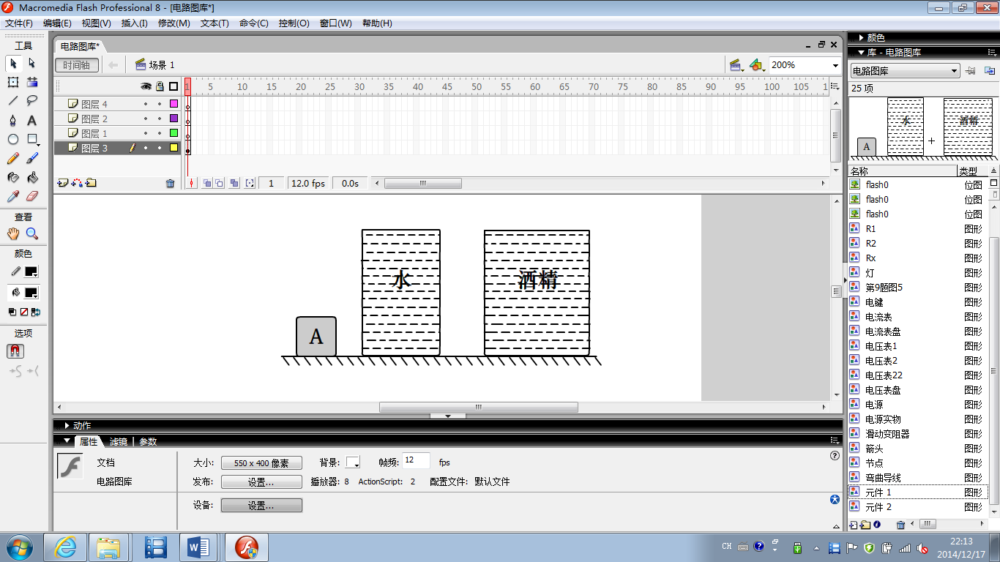 Macromedia Flash Professional 8 - [电路图库*]
文件(F) 编辑(E) 视图(V) 插入(I) 修改(M) 文本(T) 命令(C) 控制(O) 窗口(W) 帮助(H)
工具
查看
颜色
选项
电路图库*
时间轴 场景 1 200%
1 5 10 15 20 25 30 35 40 45 50 55 60 65 70 75 80 85 90 95 100 105 1
图层 4
图层 2
图层 1
图层 3
1 12.0 fps 0.0s
水 酒精
A
动作
属性 滤镜 参数
文档 大小: 550 x 400 像素 背景: 帧频: 12 fps
电路图库 发布: 设置... 播放器: 8 ActionScript: 2 配置文件: 默认文件
设备: 设置...
颜色
库 - 电路图库
电路图库
25 项
水 酒精
A
名称 类型
flash0 位图
flash0 位图
flash0 位图
R1 图形
R2 图形
Rx 图形
灯 图形
第9题图5 图形
电键 图形
电流表 图形
电流表盘 图形
电压表1 图形
电压表2 图形
电压表22 图形
电压表盘 图形
电源 图形
电源实物 图形
滑动变阻器 图形
箭头 图形
节点 图形
弯曲导线 图形
元件 1 图形
元件 2 图形
CH 22:13
2014/12/17